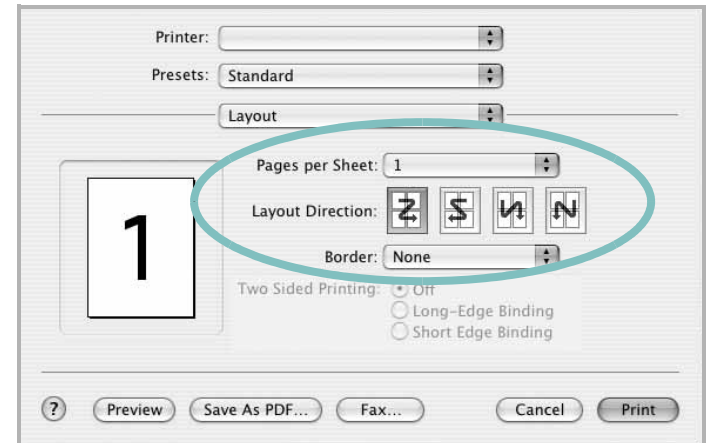 Printer:
Presets: Standard
Layout
Pages per Sheet: 1
Layout Direction:
1
Border: None
Two Sided Printing: Off
Long-Edge Binding
Short Edge Binding
? Preview Save As PDF... Fax... Cancel Print